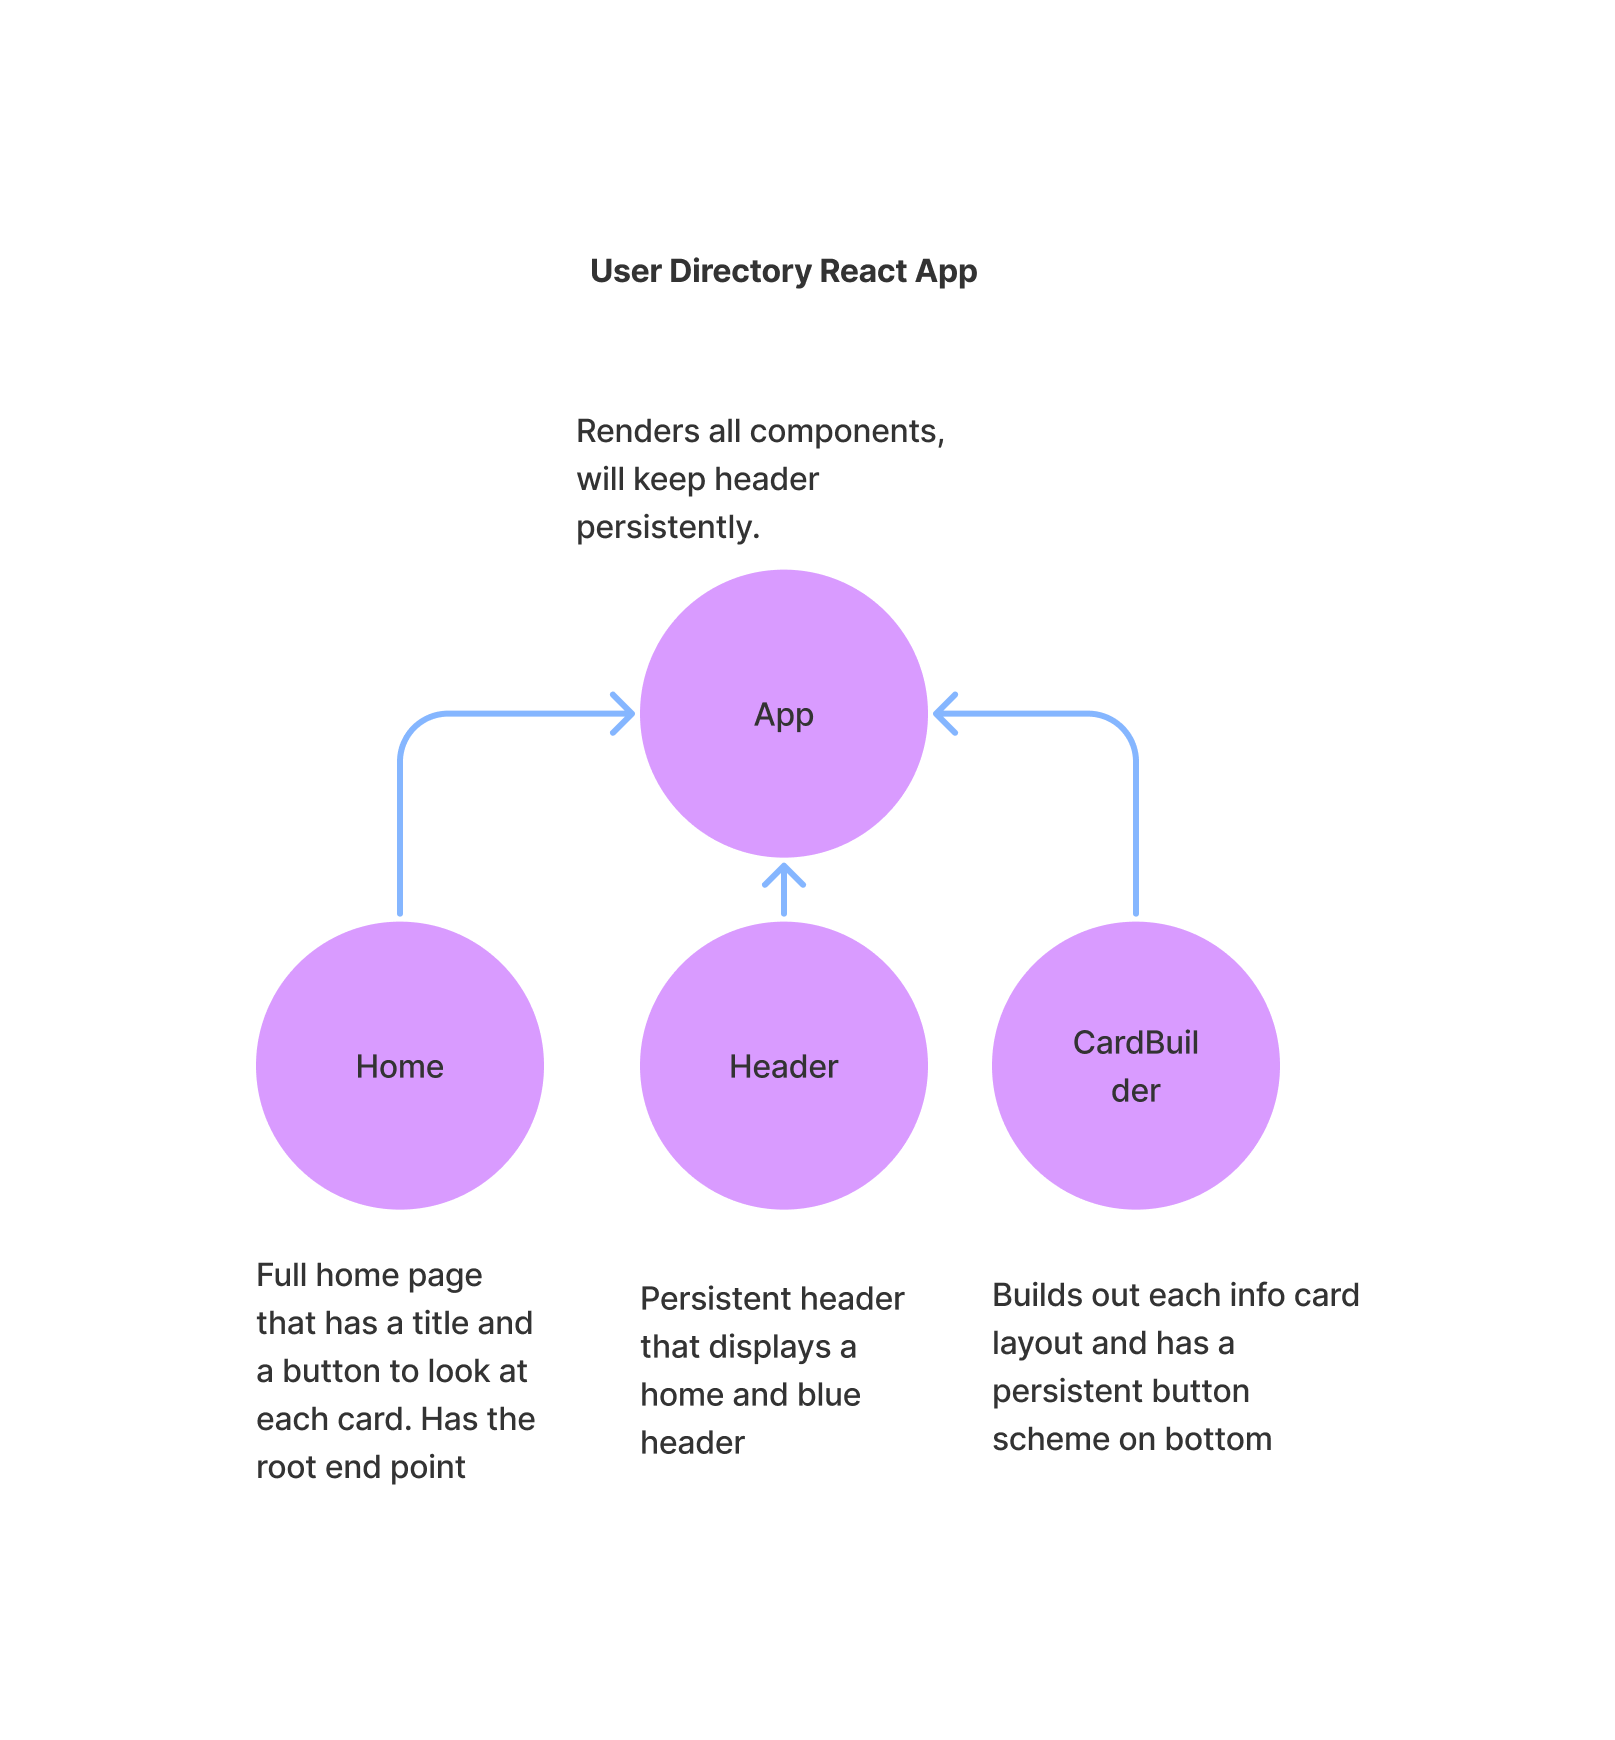 User Directory React App
Renders all components,
will keep header
persistently.
App
Home
Header
CardBuil
der
Full home page
that has a title and
a button to look at
each card. Has the
root end point
Persistent header
that displays a
home and blue
header
Builds out each info card
layout and has a
persistent button
scheme on bottom